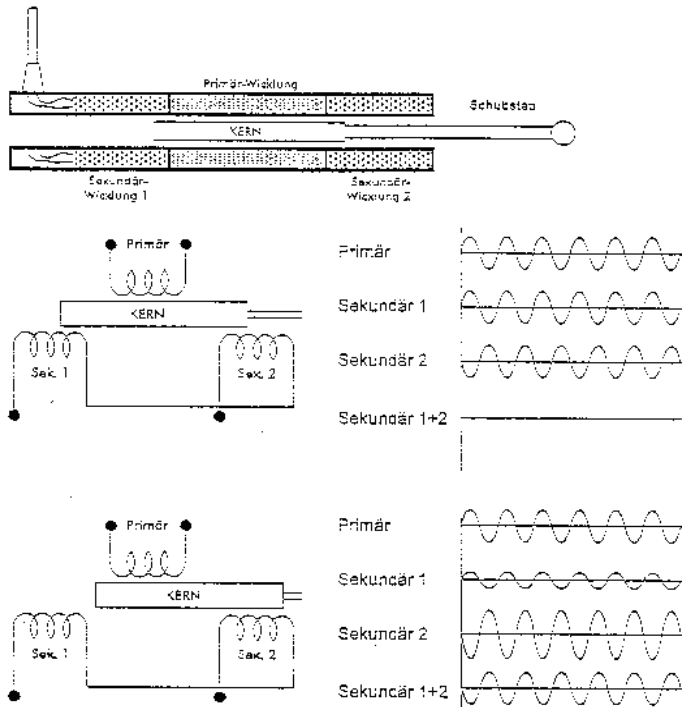 Primär-Wicklung
Schubstab
KERN
Sekundär-
Wicklung 1
Sekundär-
Wicklung 2
Primär
KERN
Sek. 1
Sek. 2
Primär
Sekundär 1
Sekundär 2
Sekundär 1+2
Primär
KERN
Sek. 1
Sek. 2
Primär
Sekundär 1
Sekundär 2
Sekundär 1+2